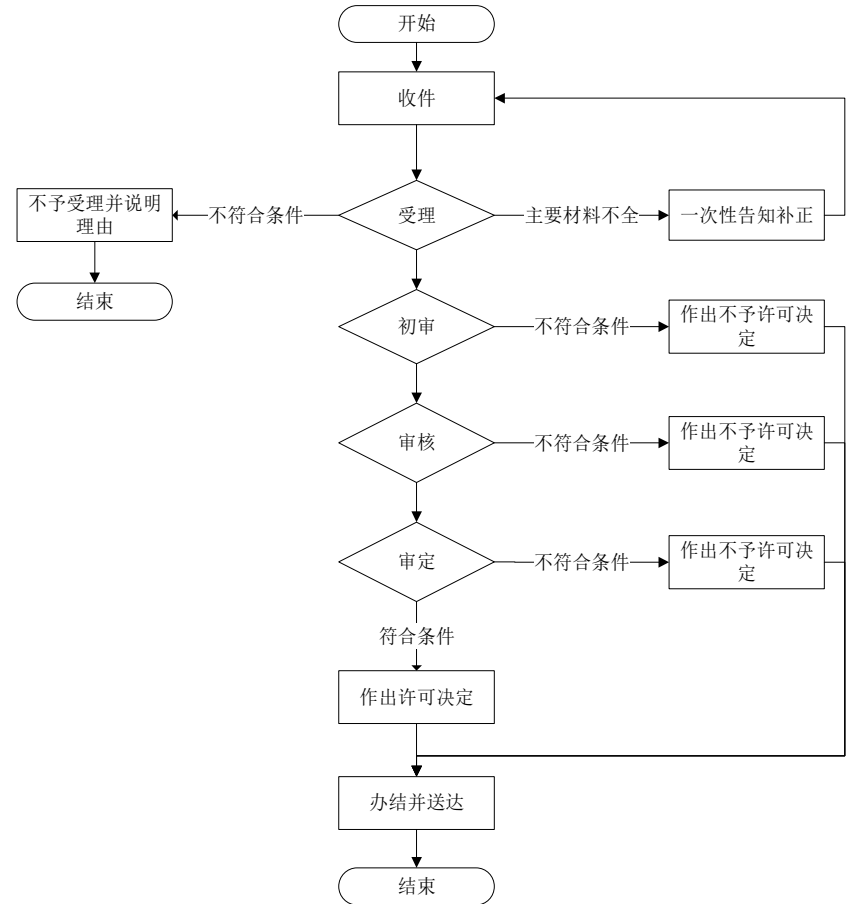 开始
收件
不予受理并说明
理由
不符合条件
受理
主要材料不全
一次性告知补正
结束
初审
不符合条件
作出不予许可决
定
审核
不符合条件
作出不予许可决
定
审定
不符合条件
作出不予许可决
定
符合条件
作出许可决定
办结并送达
结束